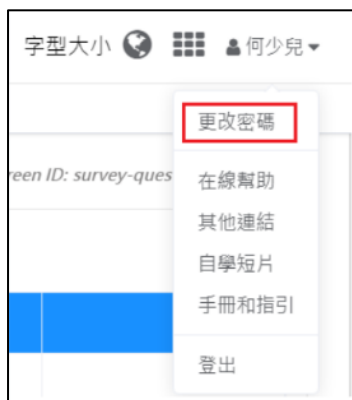 字型大小 何少兒
更改密碼
reen ID: survey-ques
在線幫助
其他連結
自學短片
手冊和指引
登出